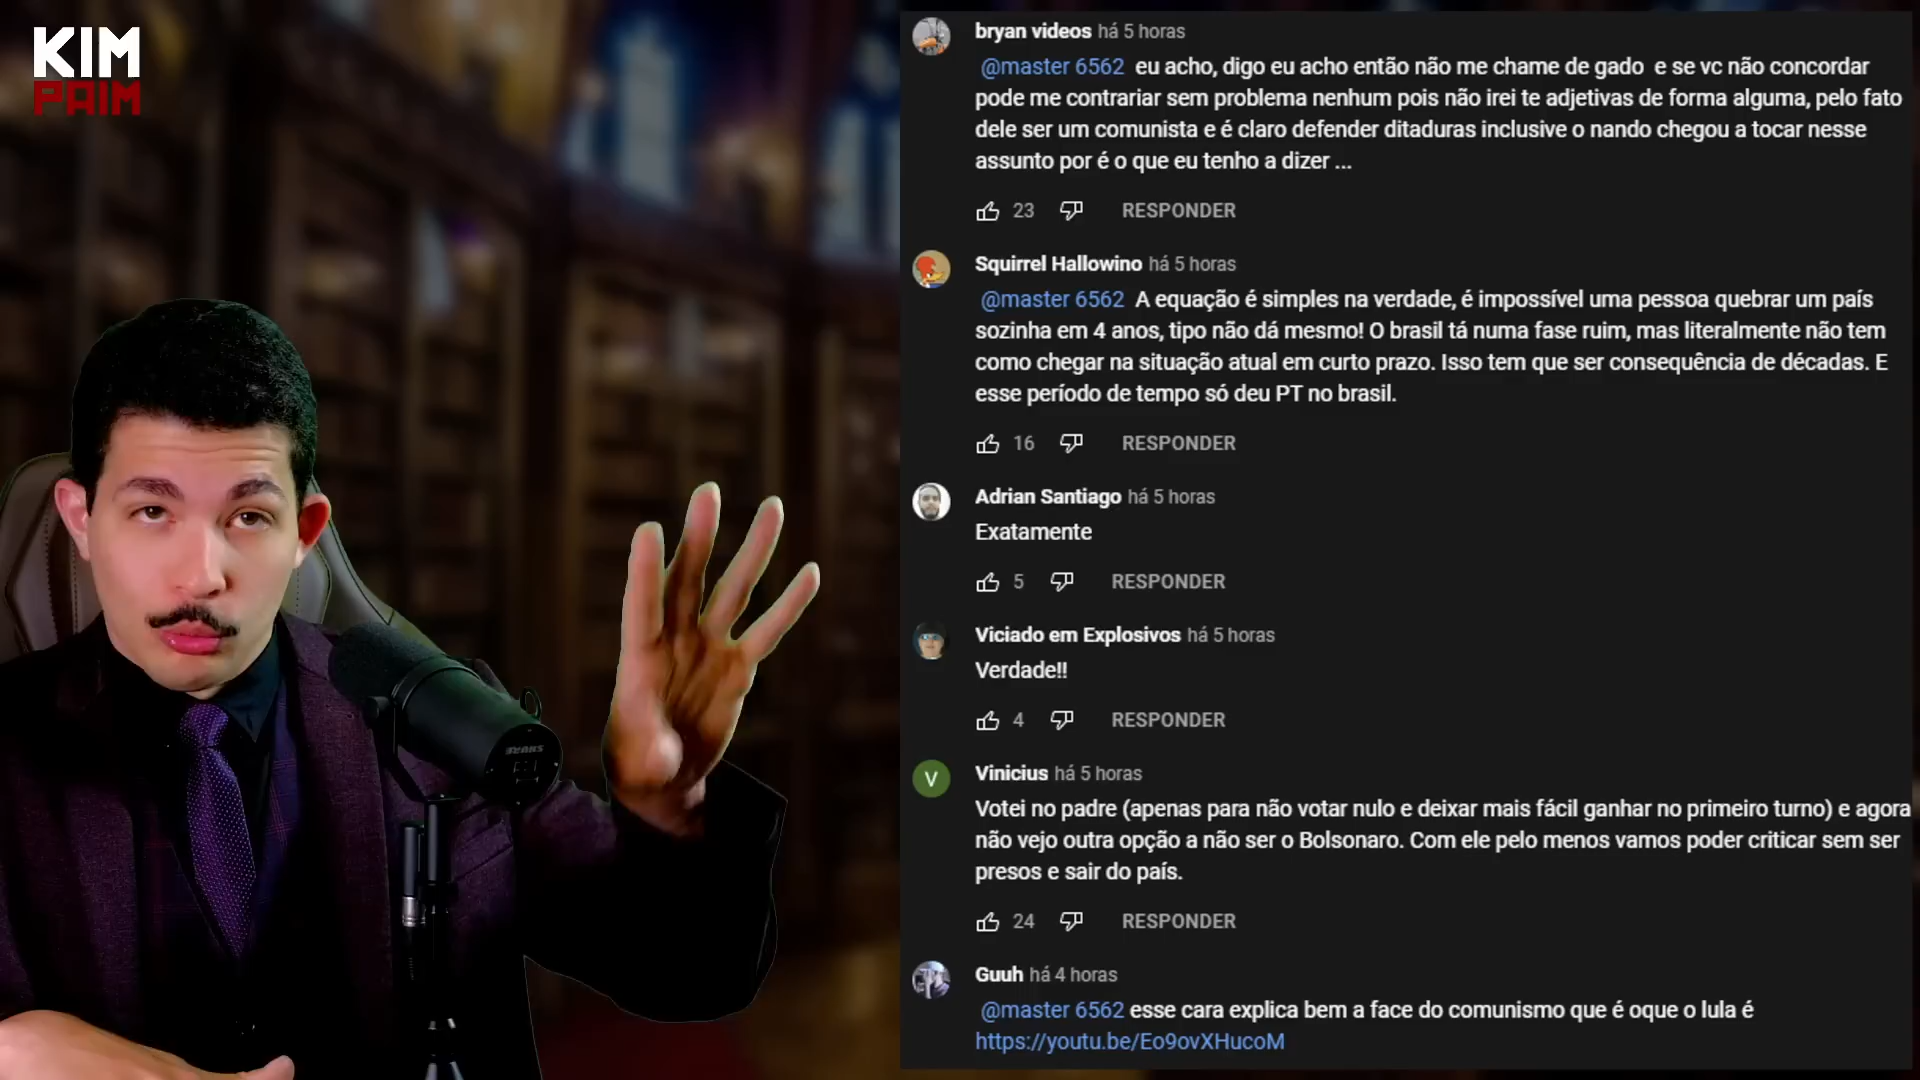 KIM
PAIM
bryan videos há 5 horas
@master 6562 eu acho, digo eu acho então não me chame de gado e se vc não concordar
pode me contrariar sem problema nenhum pois não irei te adjetivas de forma alguma, pelo fato
dele ser um comunista e é claro defender ditaduras inclusive o nando chegou a tocar nesse
assunto por é o que eu tenho a dizer ...
23 RESPONDER
Squirrel Hallowino há 5 horas
@master 6562 A equação é simples na verdade, é impossível uma pessoa quebrar um país
sozinha em 4 anos, tipo não dá mesmo! O brasil tá numa fase ruim, mas literalmente não tem
como chegar na situação atual em curto prazo. Isso tem que ser consequência de décadas. E
esse período de tempo só deu PT no brasil.
16 RESPONDER
Adrian Santiago há 5 horas
Exatamente
5 RESPONDER
Viciado em Explosivos há 5 horas
Verdade!!
4 RESPONDER
V
Vinicius há 5 horas
Votei no padre (apenas para não votar nulo e deixar mais fácil ganhar no primeiro turno) e agora
não vejo outra opção a não ser o Bolsonaro. Com ele pelo menos vamos poder criticar sem ser
presos e sair do país.
24 RESPONDER
Guuh há 4 horas
@master 6562 esse cara explica bem a face do comunismo que é oque o lula é
https://youtu.be/Eo9ovXHucoM